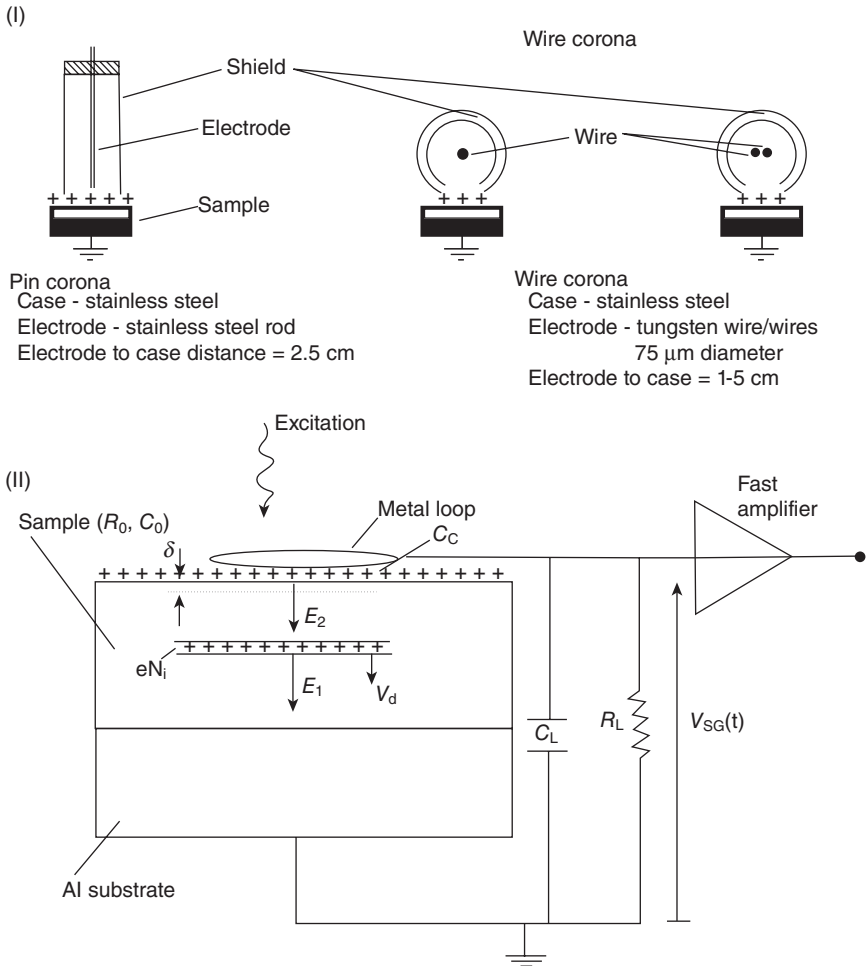 (I)
Wire corona
Shield
Electrode
Wire
+ + + + +
+ + +
+ + +
Sample
Pin corona
Case - stainless steel
Electrode - stainless steel rod
Electrode to case distance = 2.5 cm
Wire corona
Case - stainless steel
Electrode - tungsten wire/wires
75 µm diameter
Electrode to case = 1-5 cm
Excitation
(II)
Fast
amplifier
Sample (R0, C0)
Metal loop
CC
δ
+ + + + + + + + + + + + + + + + + + + + +
E2
eNi
+ + + + + + + + + + +
E1
Vd
CL
RL
VSG(t)
Al substrate